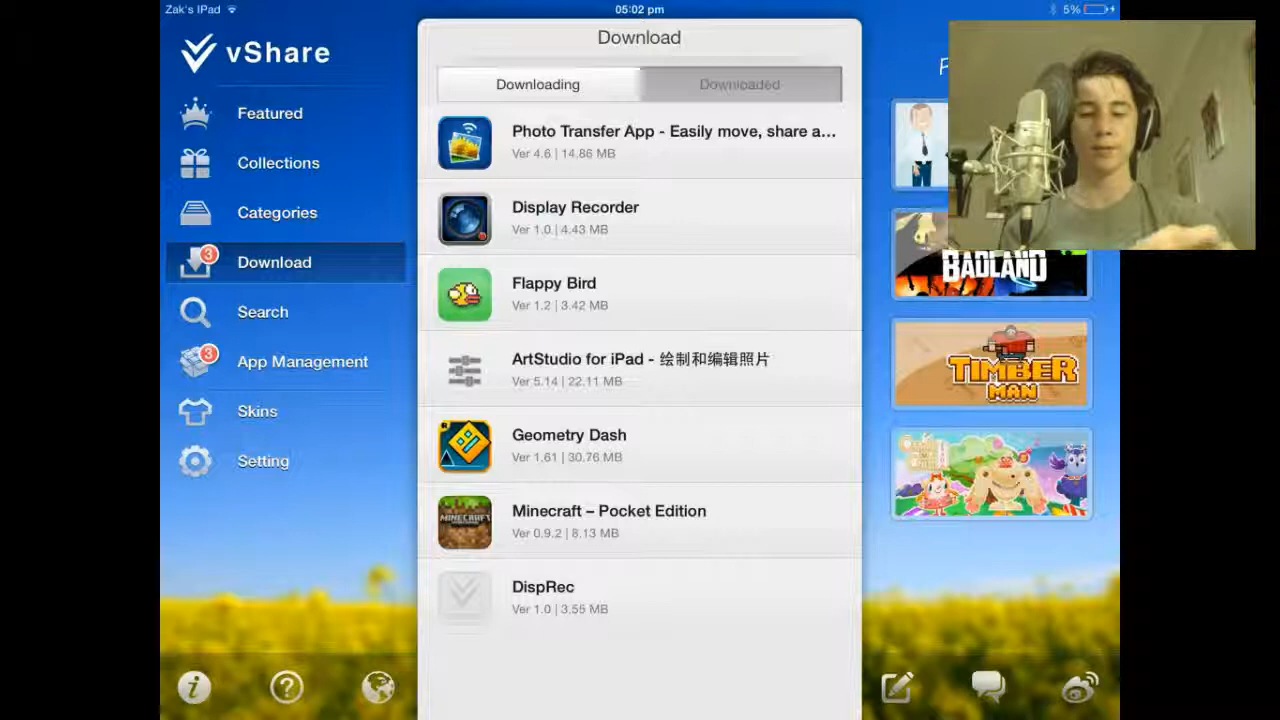 Zak's iPad
05:02 pm
5%
vShare
Featured
Collections
Categories
3
Download
Search
3
App Management
Skins
Setting
Download
Downloading
Downloaded
Photo Transfer App - Easily move, share a...
Ver 4.6 | 14.86 MB
Display Recorder
Ver 1.0 | 4.43 MB
Flappy Bird
Ver 1.2 | 3.42 MB
ArtStudio for iPad - 绘制和编辑照片
Ver 5.14 | 22.11 MB
Geometry Dash
Ver 1.61 | 30.76 MB
MINECRAFT
Minecraft – Pocket Edition
Ver 0.9.2 | 8.13 MB
DispRec
Ver 1.0 | 3.55 MB
BADLAND
TIMBER
MAN